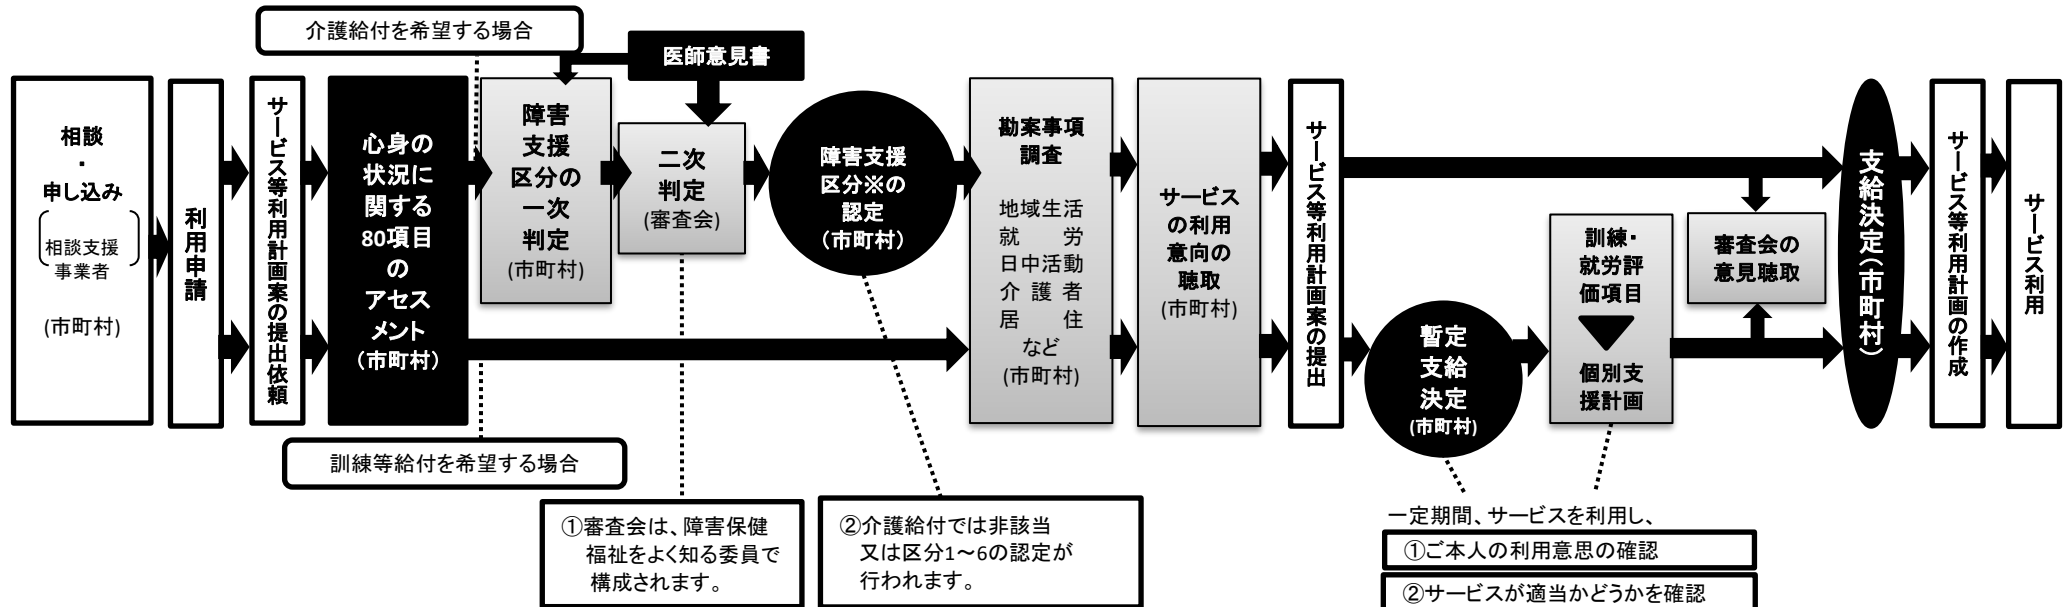 介護給付を希望する場合
医師意見書
相談
・
申し込み
相談支援
事業者
(市町村)
利用申請
サービス等利用計画案の提出依頼
心身の
状況に
関する
80項目
の
アセス
メント
(市町村)
障害
支援
区分の
一次
判定
(市町村)
二次
判定
(審査会)
障害支援
区分※の
認定
(市町村)
勘案事項
調査
地域生活
就　　労
日中活動
介 護 者
居　　住
など
(市町村)
サービス
の利用
意向の
聴取
(市町村)
サービス等利用計画案の提出
暫定
支給
決定
(市町村)
訓練・
就労評
価項目
個別支
援計画
審査会の
意見聴取
支給決定(市町村)
サービス等利用計画の作成
サービス利用
訓練等給付を希望する場合
①審査会は、障害保健
福祉をよく知る委員で
構成されます。
②介護給付では非該当
又は区分1～6の認定が
行われます。
一定期間、サービスを利用し、
①ご本人の利用意思の確認
②サービスが適当かどうかを確認